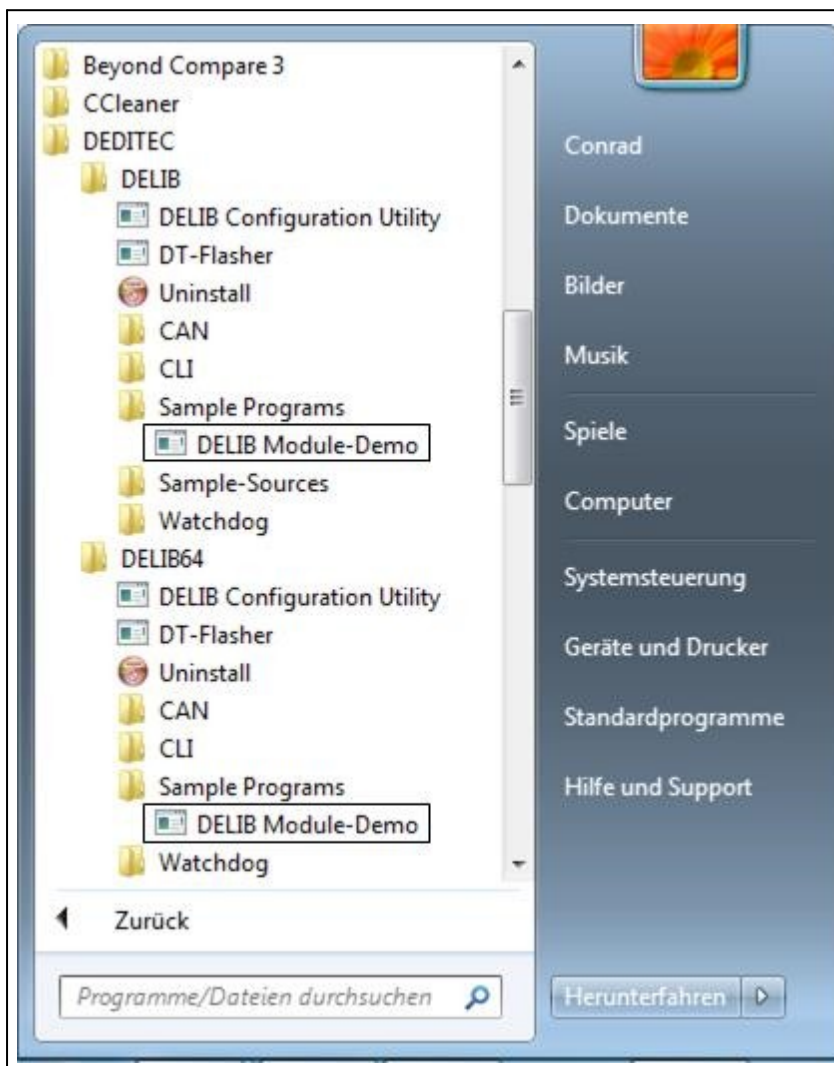 Beyond Compare 3
CCleaner
DEDITEC
DELIB
DELIB Configuration Utility
DT-Flasher
Uninstall
CAN
CLI
Sample Programs
DELIB Module-Demo
Sample-Sources
Watchdog
DELIB64
DELIB Configuration Utility
DT-Flasher
Uninstall
CAN
CLI
Sample Programs
DELIB Module-Demo
Watchdog
Zurück
Programme/Dateien durchsuchen
Conrad
Dokumente
Bilder
Musik
Spiele
Computer
Systemsteuerung
Geräte und Drucker
Standardprogramme
Hilfe und Support
Herunterfahren